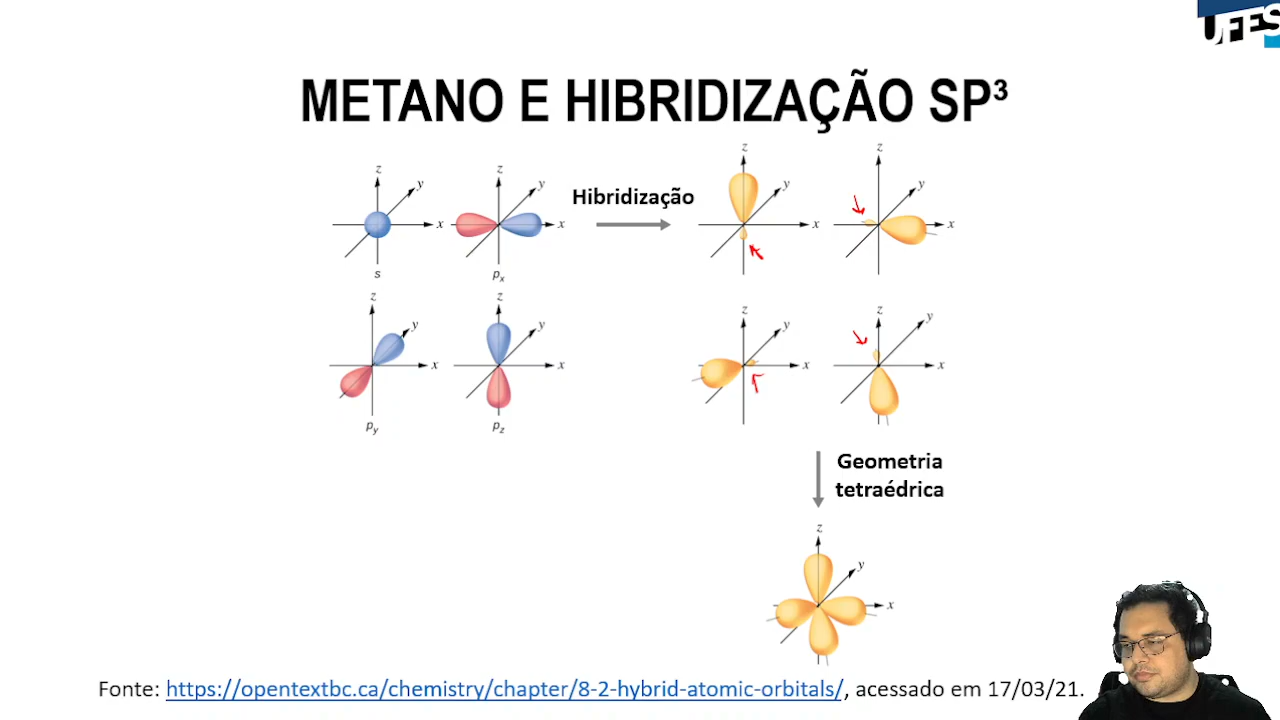 UFES
METANO E HIBRIDIZAÇÃO SP³
z
y
x
s
z
y
x
pₓ
Hibridização
z
y
x
z
y
x
z
y
x
p_y
z
y
x
p_z
z
y
x
z
y
x
Geometria
tetraédrica
z
y
x
Fonte: https://opentextbc.ca/chemistry/chapter/8-2-hybrid-atomic-orbitals/, acessado em 17/03/21.